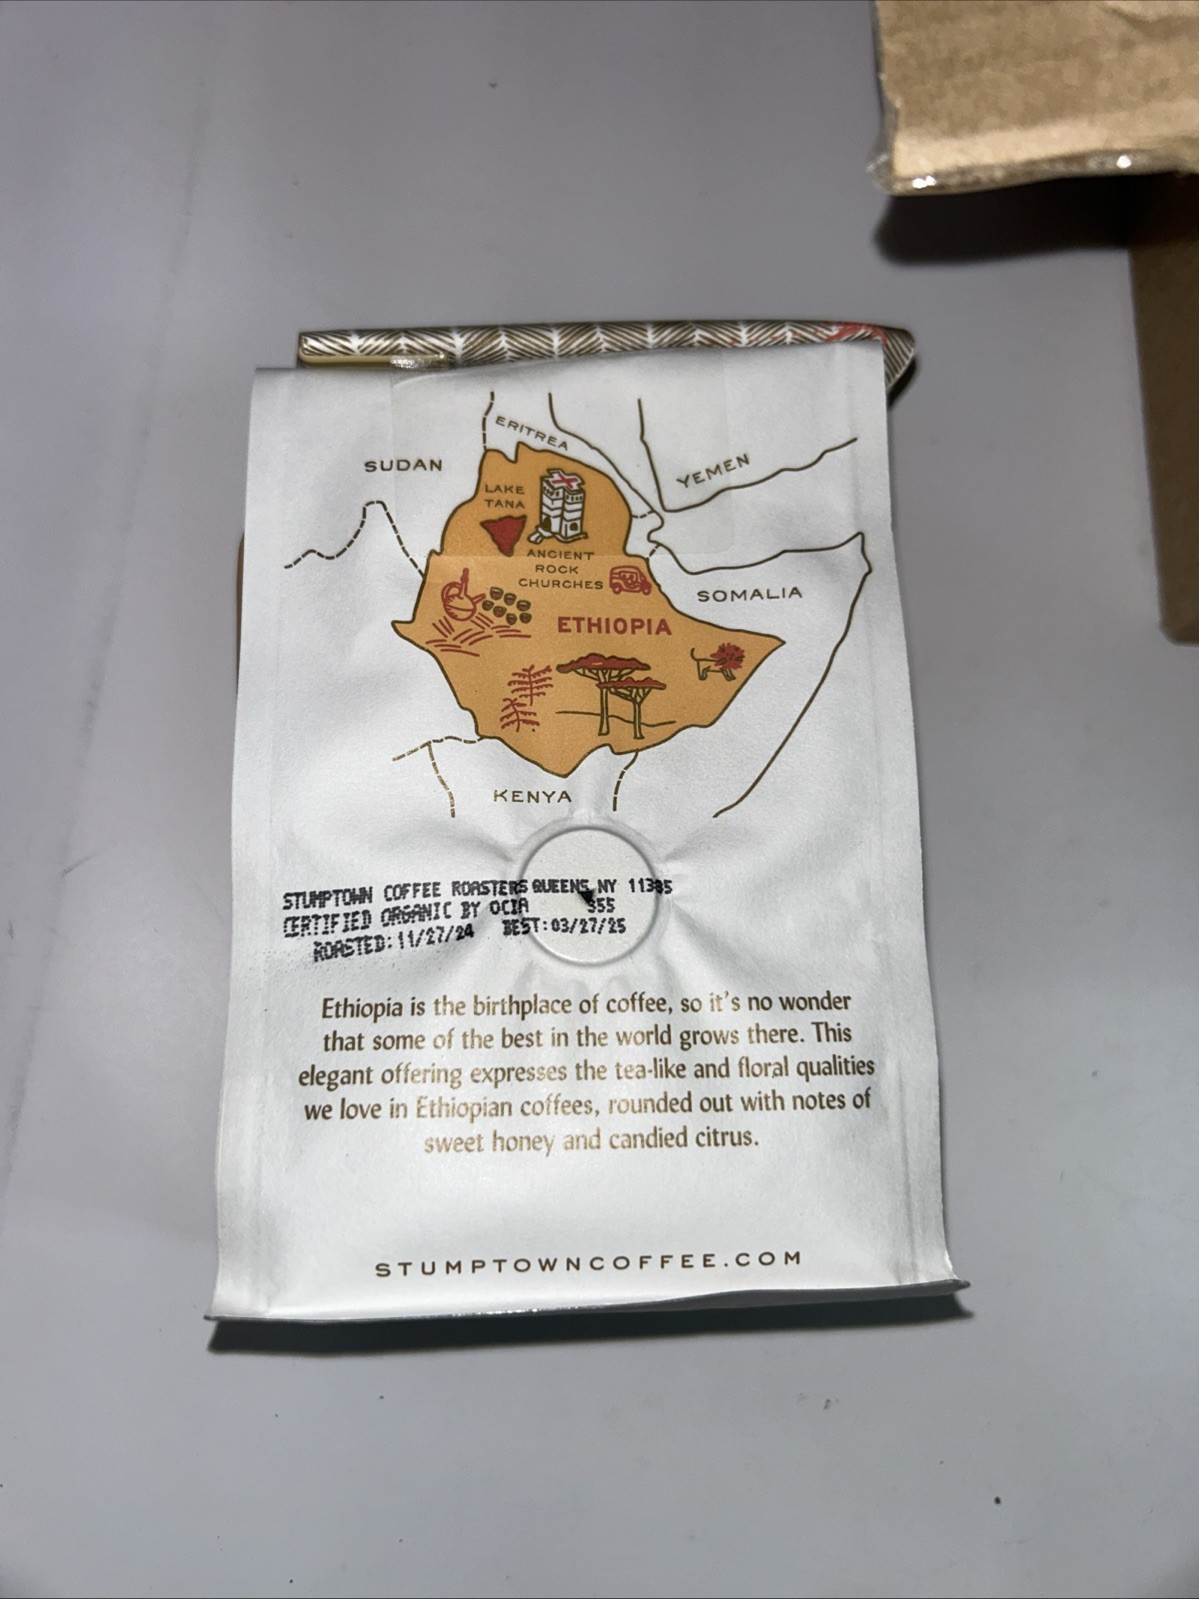 ERITREA
SUDAN
YEMEN
LAKE
TANA
ANCIENT
ROCK
CHURCHES
SOMALIA
ETHIOPIA
KENYA
STUMPTOWN COFFEE ROASTERS QUEENS, NY 11385
CERTIFIED ORGANIC BY OCIA 355
ROASTED: 11/27/24 BEST: 03/27/25
Ethiopia is the birthplace of coffee, so it's no wonder
that some of the best in the world grows there. This
elegant offering expresses the tea-like and floral qualities
we love in Ethiopian coffees, rounded out with notes of
sweet honey and candied citrus.
STUMPTOWNCOFFEE.COM